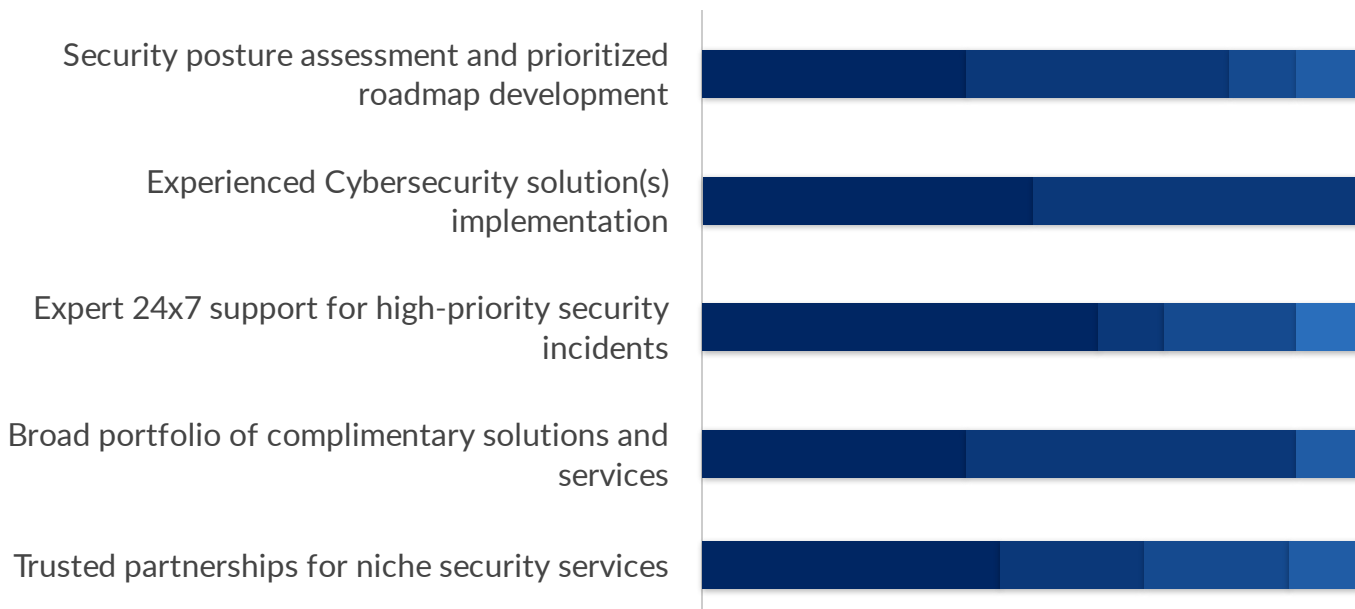 Security posture assessment and prioritized
roadmap development
Experienced Cybersecurity solution(s)
implementation
Expert 24x7 support for high-priority security
incidents
Broad portfolio of complimentary solutions and
services
Trusted partnerships for niche security services